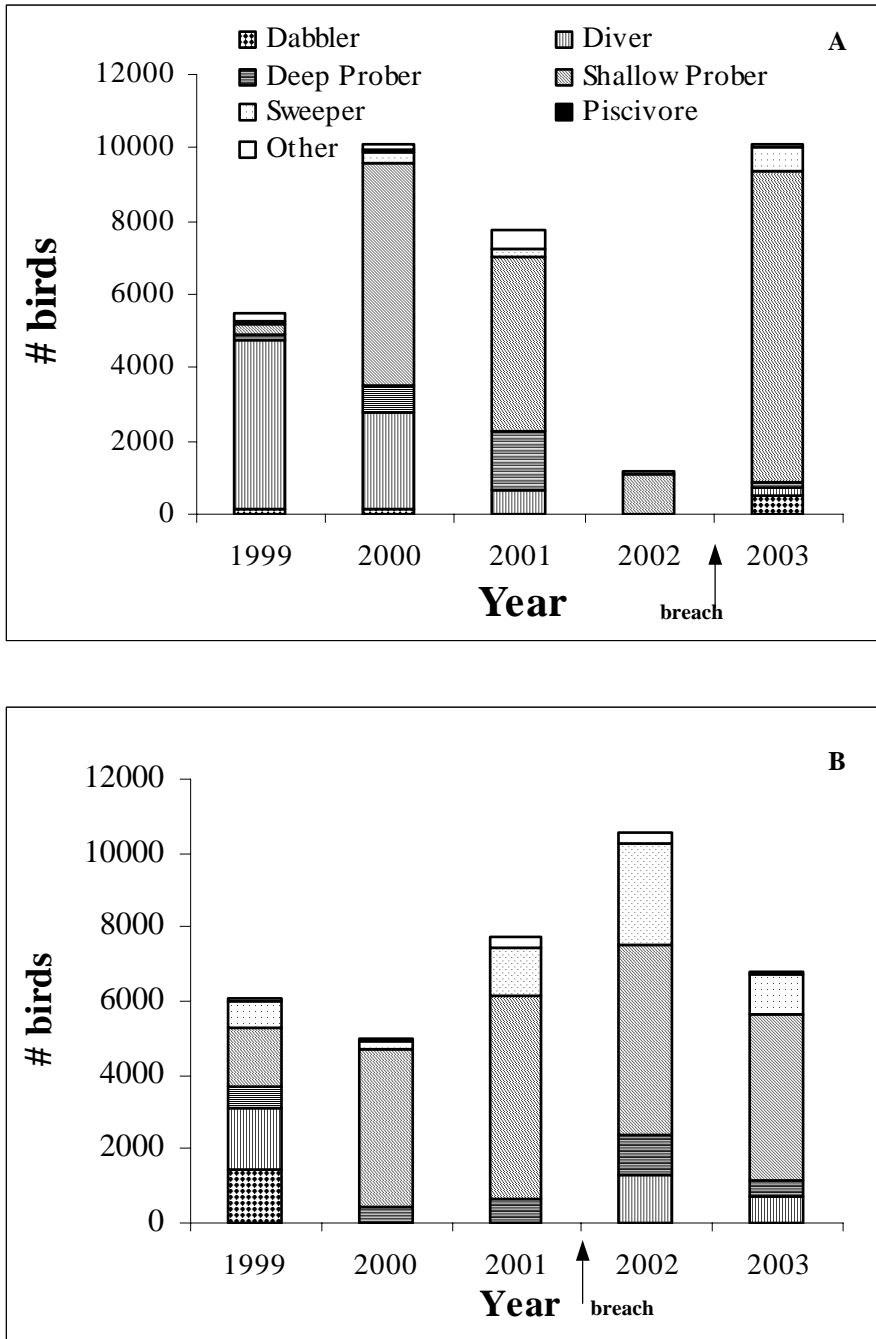 A
Dabbler Diver
Deep Prober Shallow Prober
Sweeper Piscivore
Other
12000
10000
8000
6000
4000
2000
0
# birds
1999 2000 2001 2002 2003
Year
breach
B
12000
10000
8000
6000
4000
2000
0
# birds
1999 2000 2001 2002 2003
Year
breach